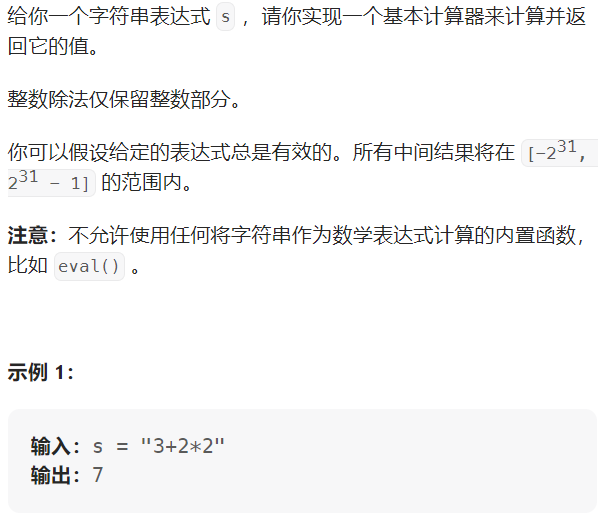 给你一个字符串表达式 s ，请你实现一个基本计算器来计算并返
回它的值。
整数除法仅保留整数部分。
你可以假设给定的表达式总是有效的。所有中间结果将在 [-2³¹,
2³¹ - 1] 的范围内。
注意：不允许使用任何将字符串作为数学表达式计算的内置函数，
比如 eval() 。
示例 1：
输入：s = "3+2*2"
输出：7